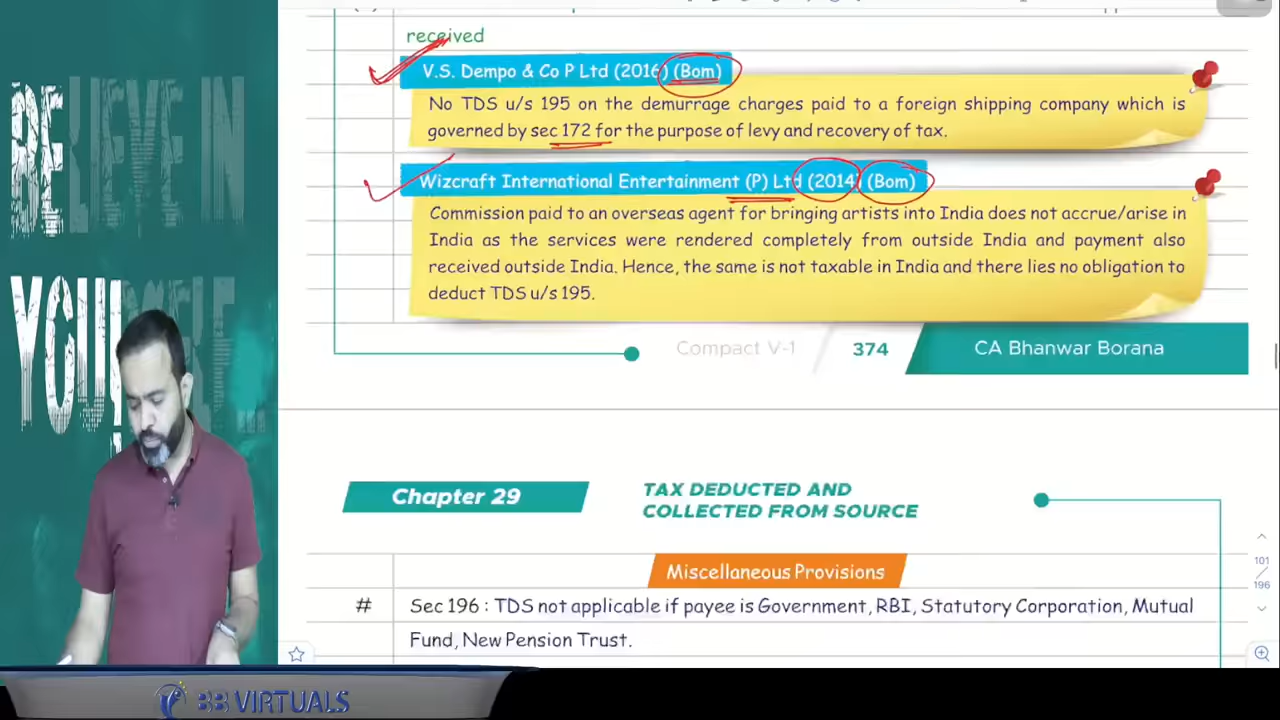 BELIEVE IN
YOURSELF
received
V.S. Dempo & Co P Ltd (2016) (Bom)
No TDS u/s 195 on the demurrage charges paid to a foreign shipping company which is
governed by sec 172 for the purpose of levy and recovery of tax.
Wizcraft International Entertainment (P) Ltd (2014) (Bom)
Commission paid to an overseas agent for bringing artists into India does not accrue/arise in
India as the services were rendered completely from outside India and payment also
received outside India. Hence, the same is not taxable in India and there lies no obligation to
deduct TDS u/s 195.
Compact V-1 374 CA Bhanwar Borana
Chapter 29
TAX DEDUCTED AND
COLLECTED FROM SOURCE
Miscellaneous Provisions
# Sec 196 : TDS not applicable if payee is Government, RBI, Statutory Corporation, Mutual
Fund, New Pension Trust.
101
196
BB VIRTUALS